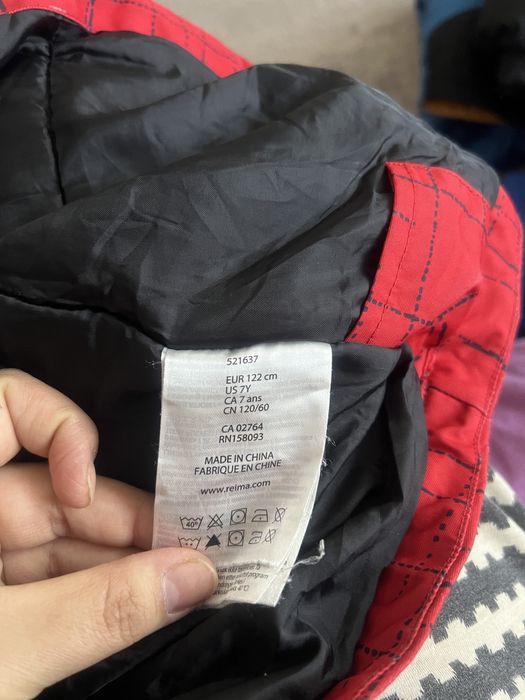 521637
EUR 122 cm
US 7Y
CA 7 ans
CN 120/60
CA 02764
RN158093
MADE IN CHINA
FABRIQUE EN CHINE
www.reima.com
40°